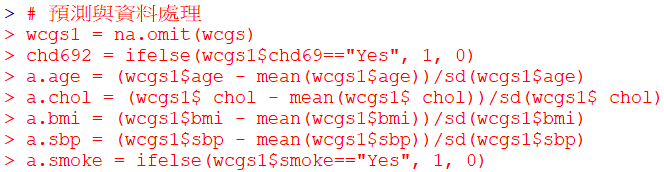 > # 預測與資料處理
> wcgs1 = na.omit(wcgs)
> chd692 = ifelse(wcgs1$chd69=="Yes", 1, 0)
> a.age = (wcgs1$age - mean(wcgs1$age))/sd(wcgs1$age)
> a.chol = (wcgs1$ chol - mean(wcgs1$ chol))/sd(wcgs1$ chol)
> a.bmi = (wcgs1$bmi - mean(wcgs1$bmi))/sd(wcgs1$bmi)
> a.sbp = (wcgs1$sbp - mean(wcgs1$sbp))/sd(wcgs1$sbp)
> a.smoke = ifelse(wcgs1$smoke=="Yes", 1, 0)